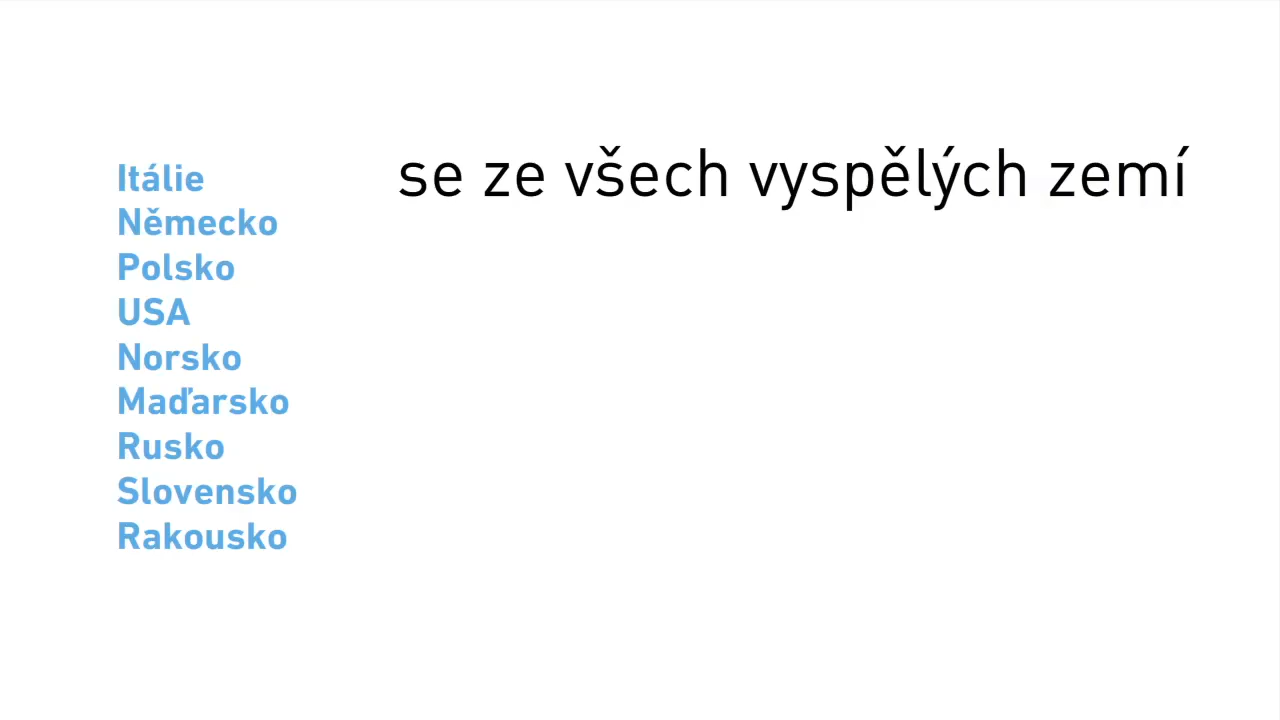 se ze všech vyspělých zemí
Itálie
Německo
Polsko
USA
Norsko
Maďarsko
Rusko
Slovensko
Rakousko